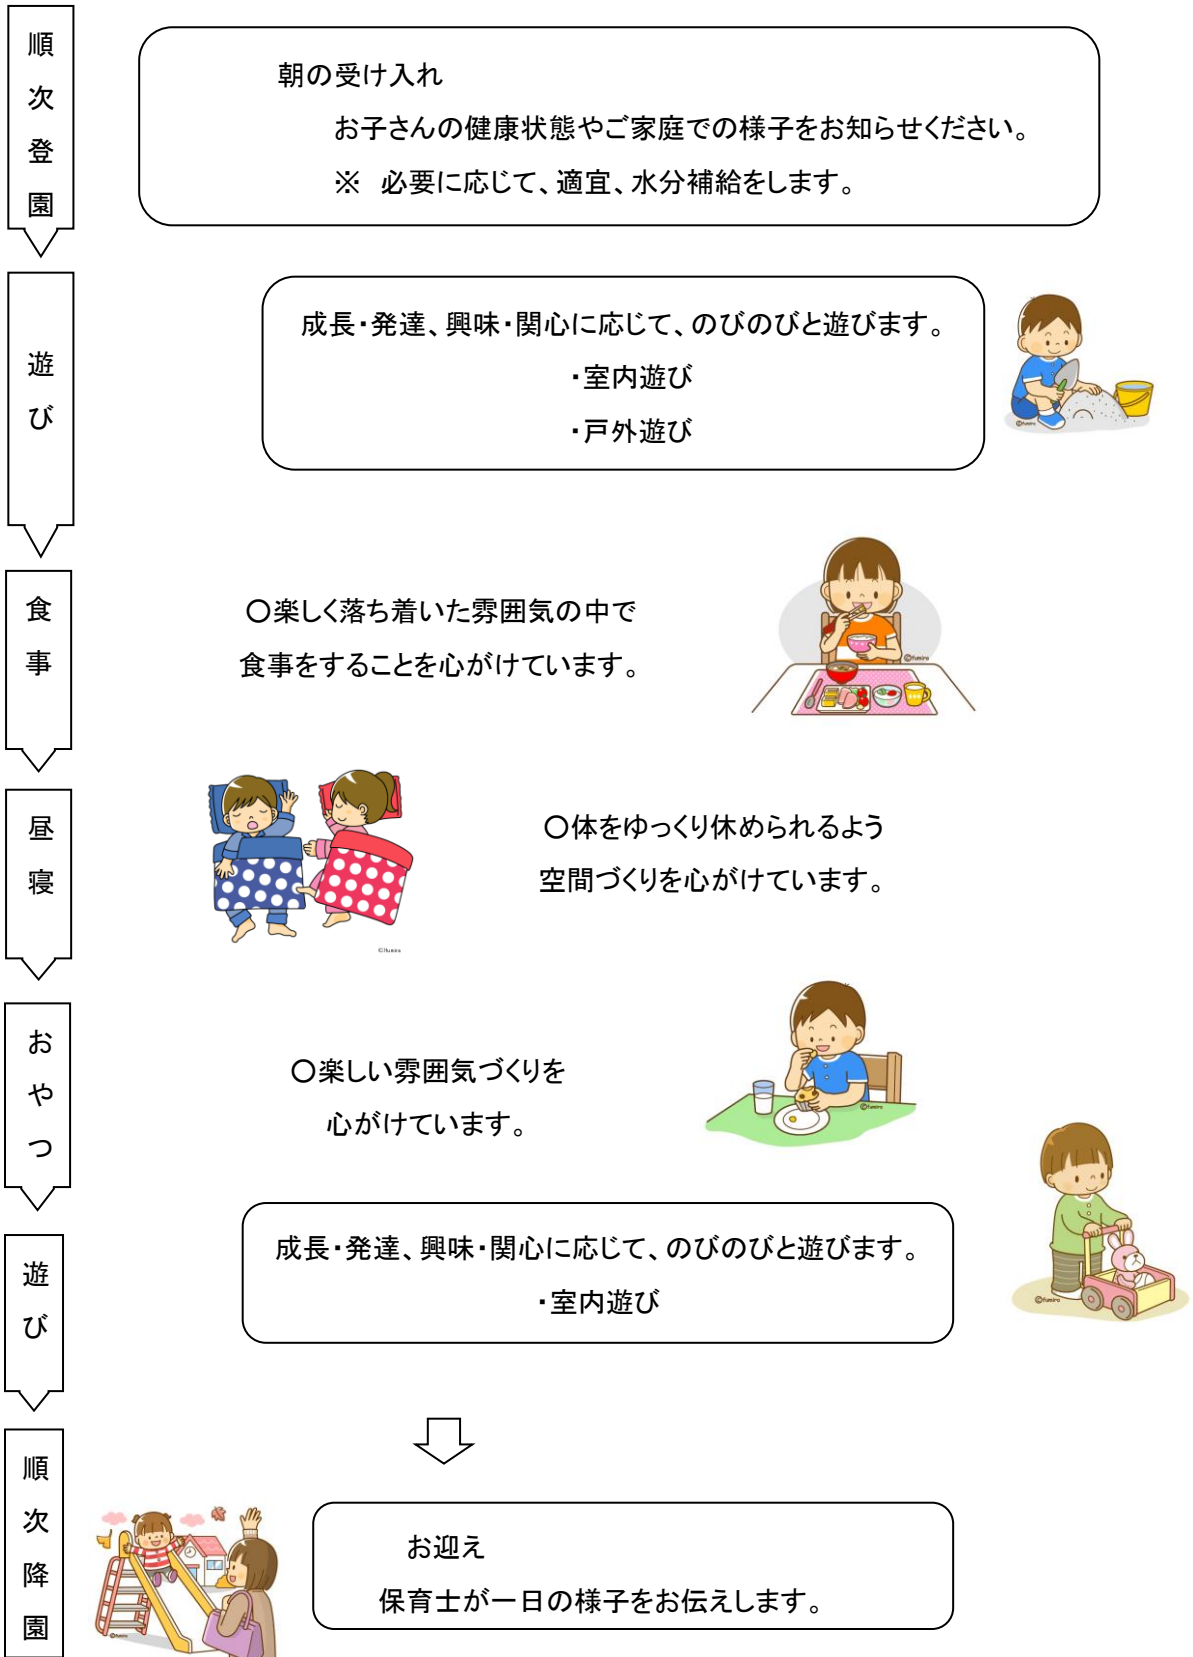 順次登園
朝の受け入れ
お子さんの健康状態やご家庭での様子をお知らせください。
※ 必要に応じて、適宜、水分補給をします。
遊び
成長・発達、興味・関心に応じて、のびのびと遊びます。
・室内遊び
・戸外遊び
©fumira
食事
〇楽しく落ち着いた雰囲気の中で
食事をすることを心がけています。
©fumira
昼寝
〇体をゆっくり休められるよう
空間づくりを心がけています。
おやつ
〇楽しい雰囲気づくりを
心がけています。
©fumira
遊び
成長・発達、興味・関心に応じて、のびのびと遊びます。
・室内遊び
©fumira
順次降園
お迎え
保育士が一日の様子をお伝えします。
©fumira